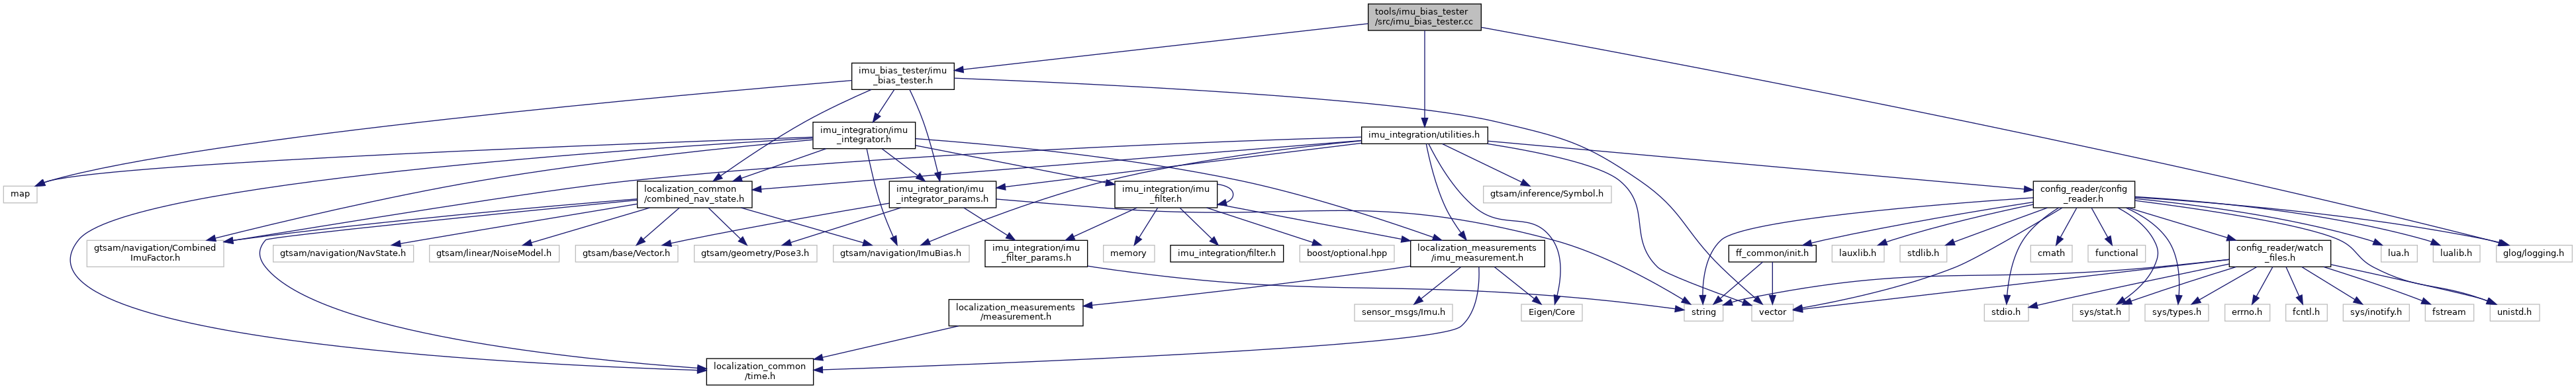 tools/imu_bias_tester
/src/imu_bias_tester.cc
imu_bias_tester/imu
_bias_tester.h
imu_integration/imu
_integrator.h
imu_integration/utilities.h
map
localization_common
/combined_nav_state.h
imu_integration/imu
_integrator_params.h
imu_integration/imu
_filter.h
gtsam/inference/Symbol.h
config_reader/config
_reader.h
gtsam/navigation/Combined
ImuFactor.h
gtsam/navigation/NavState.h
gtsam/linear/NoiseModel.h
gtsam/base/Vector.h
gtsam/geometry/Pose3.h
gtsam/navigation/ImuBias.h
imu_integration/imu
_filter_params.h
memory
imu_integration/filter.h
boost/optional.hpp
localization_measurements
/imu_measurement.h
ff_common/init.h
lauxlib.h
stdlib.h
cmath
functional
config_reader/watch
_files.h
lua.h
lualib.h
glog/logging.h
localization_measurements
/measurement.h
sensor_msgs/Imu.h
Eigen/Core
string
vector
stdio.h
sys/stat.h
sys/types.h
errno.h
fcntl.h
sys/inotify.h
fstream
unistd.h
localization_common
/time.h